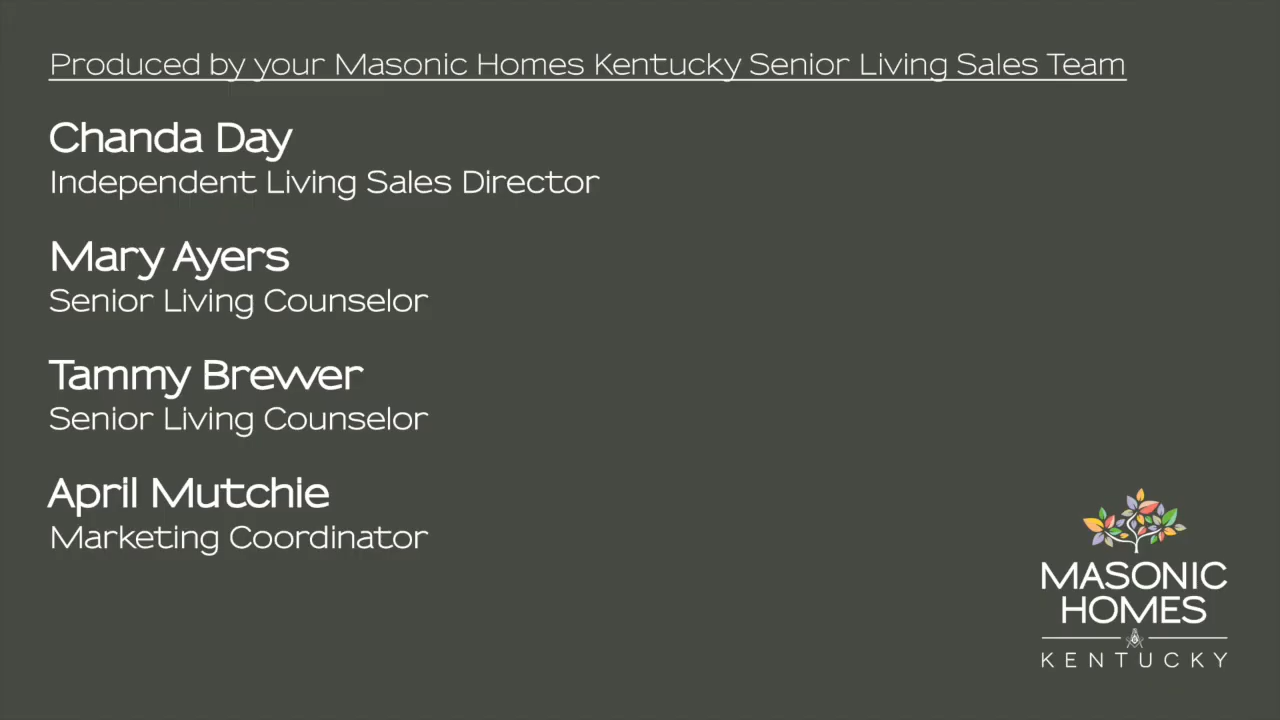 Produced by your Masonic Homes Kentucky Senior Living Sales Team
Chanda Day
Independent Living Sales Director
Mary Ayers
Senior Living Counselor
Tammy Brewer
Senior Living Counselor
April Mutchie
Marketing Coordinator
MASONIC
HOMES
KENTUCKY